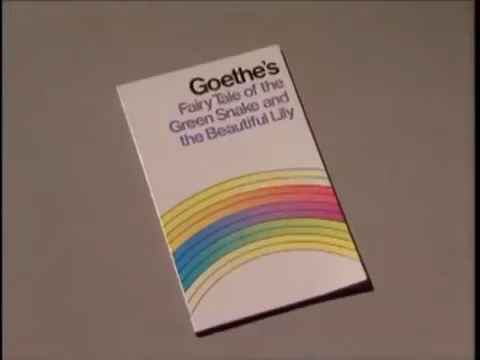 Goethe's
Fairy Tale of the
Green Snake and
the Beautiful Lily